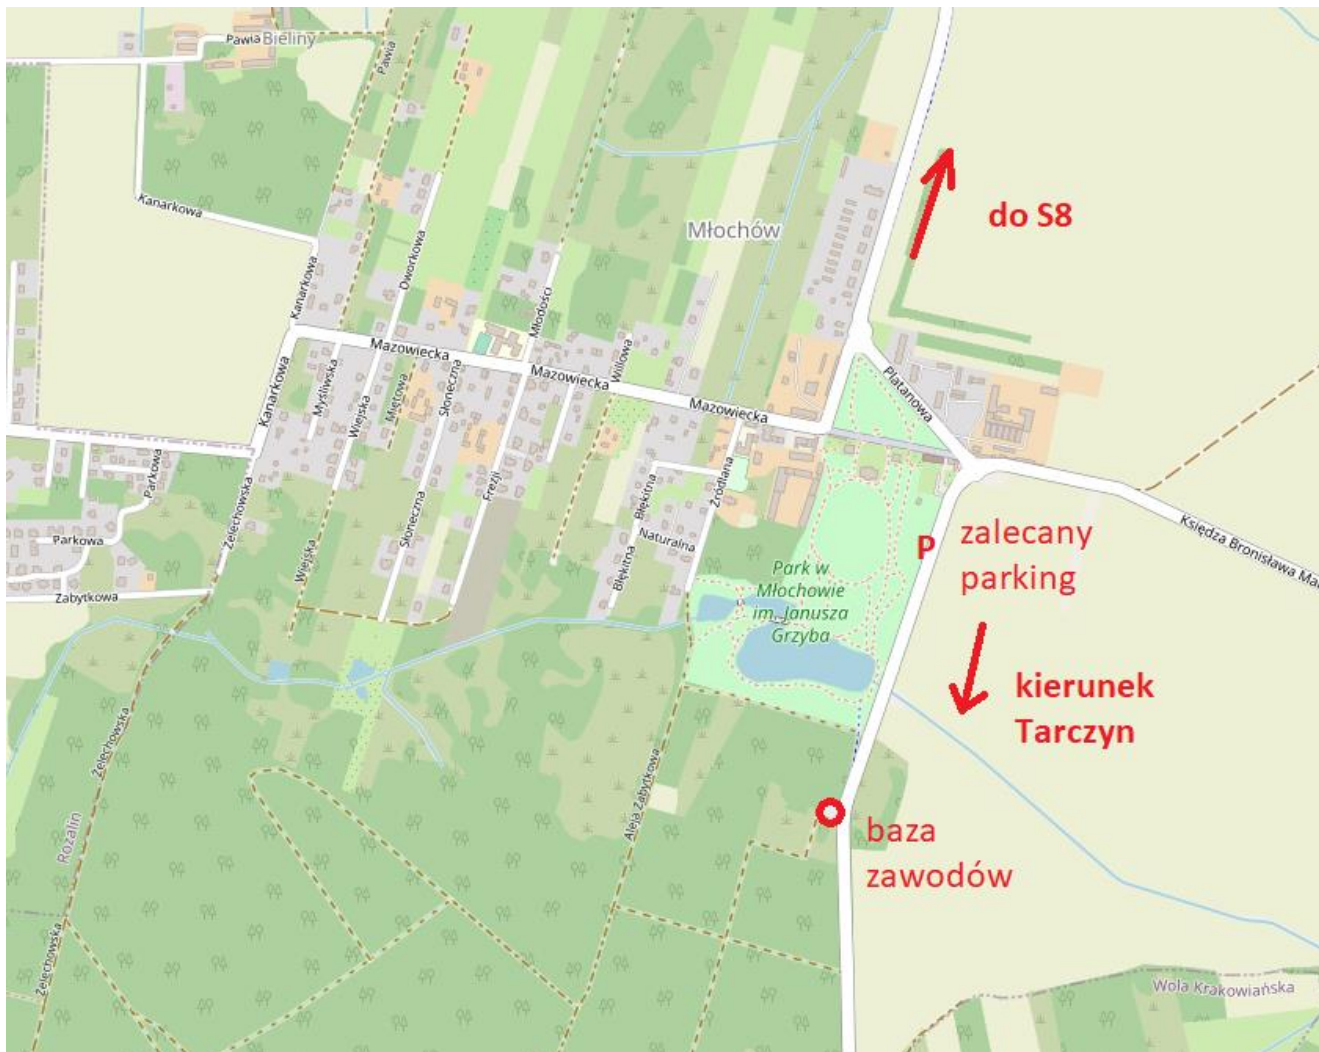 Pawia
Bieliny
Pawia
Kanarkowa
Dworkowa
Młochów
do S8
Kanarkowa
Młodości
Mazowiecka
Willowa
Kanarkowa
Myśliwska
Wiejska
Miętowa
Słoneczna
Mazowiecka
Platanowa
Mazowiecka
Parkowa
Żelechowska
Słoneczna
Frezji
Błękitna
Źródlana
Parkowa
Wiejska
Błękitna
Naturalna
P
zalecany
parking
Księdza Bronisława Ma
Park w
Młochowie
im. Janusza
Grzyba
Zabytkowa
kierunek
Tarczyn
Żelechowska
Aleja Zabytkowa
Rozalin
baza
zawodów
Żelechowska
Wola Krakowiańska